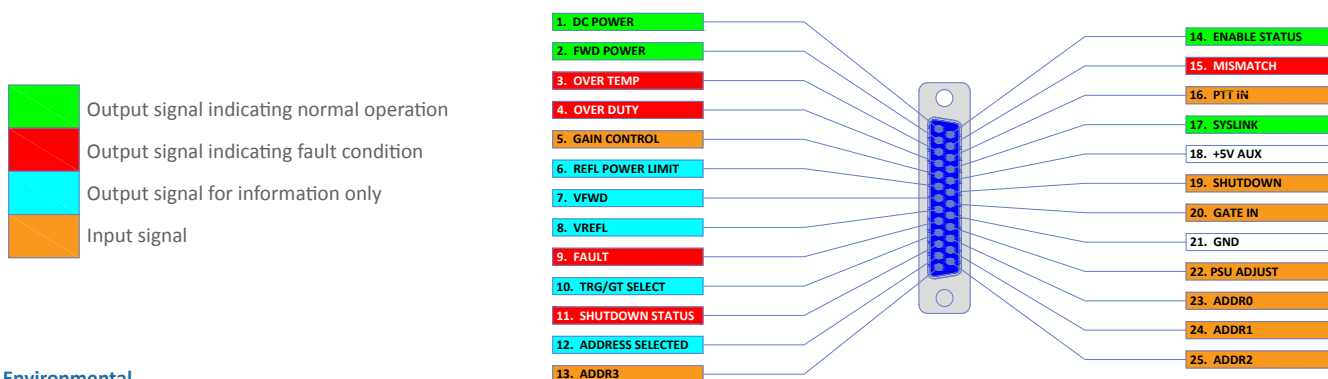 Output signal indicating normal operation
Output signal indicating fault condition
Output signal for information only
Input signal
1. DC POWER
2. FWD POWER
3. OVER TEMP
4. OVER DUTY
5. GAIN CONTROL
6. REFL POWER LIMIT
7. VFWD
8. VREFL
9. FAULT
10. TRG/GT SELECT
11. SHUTDOWN STATUS
12. ADDRESS SELECTED
13. ADDR3
14. ENABLE STATUS
15. MISMATCH
16. PTT IN
17. SYSLINK
18. +5V AUX
19. SHUTDOWN
20. GATE IN
21. GND
22. PSU ADJUST
23. ADDR0
24. ADDR1
25. ADDR2
Environmental